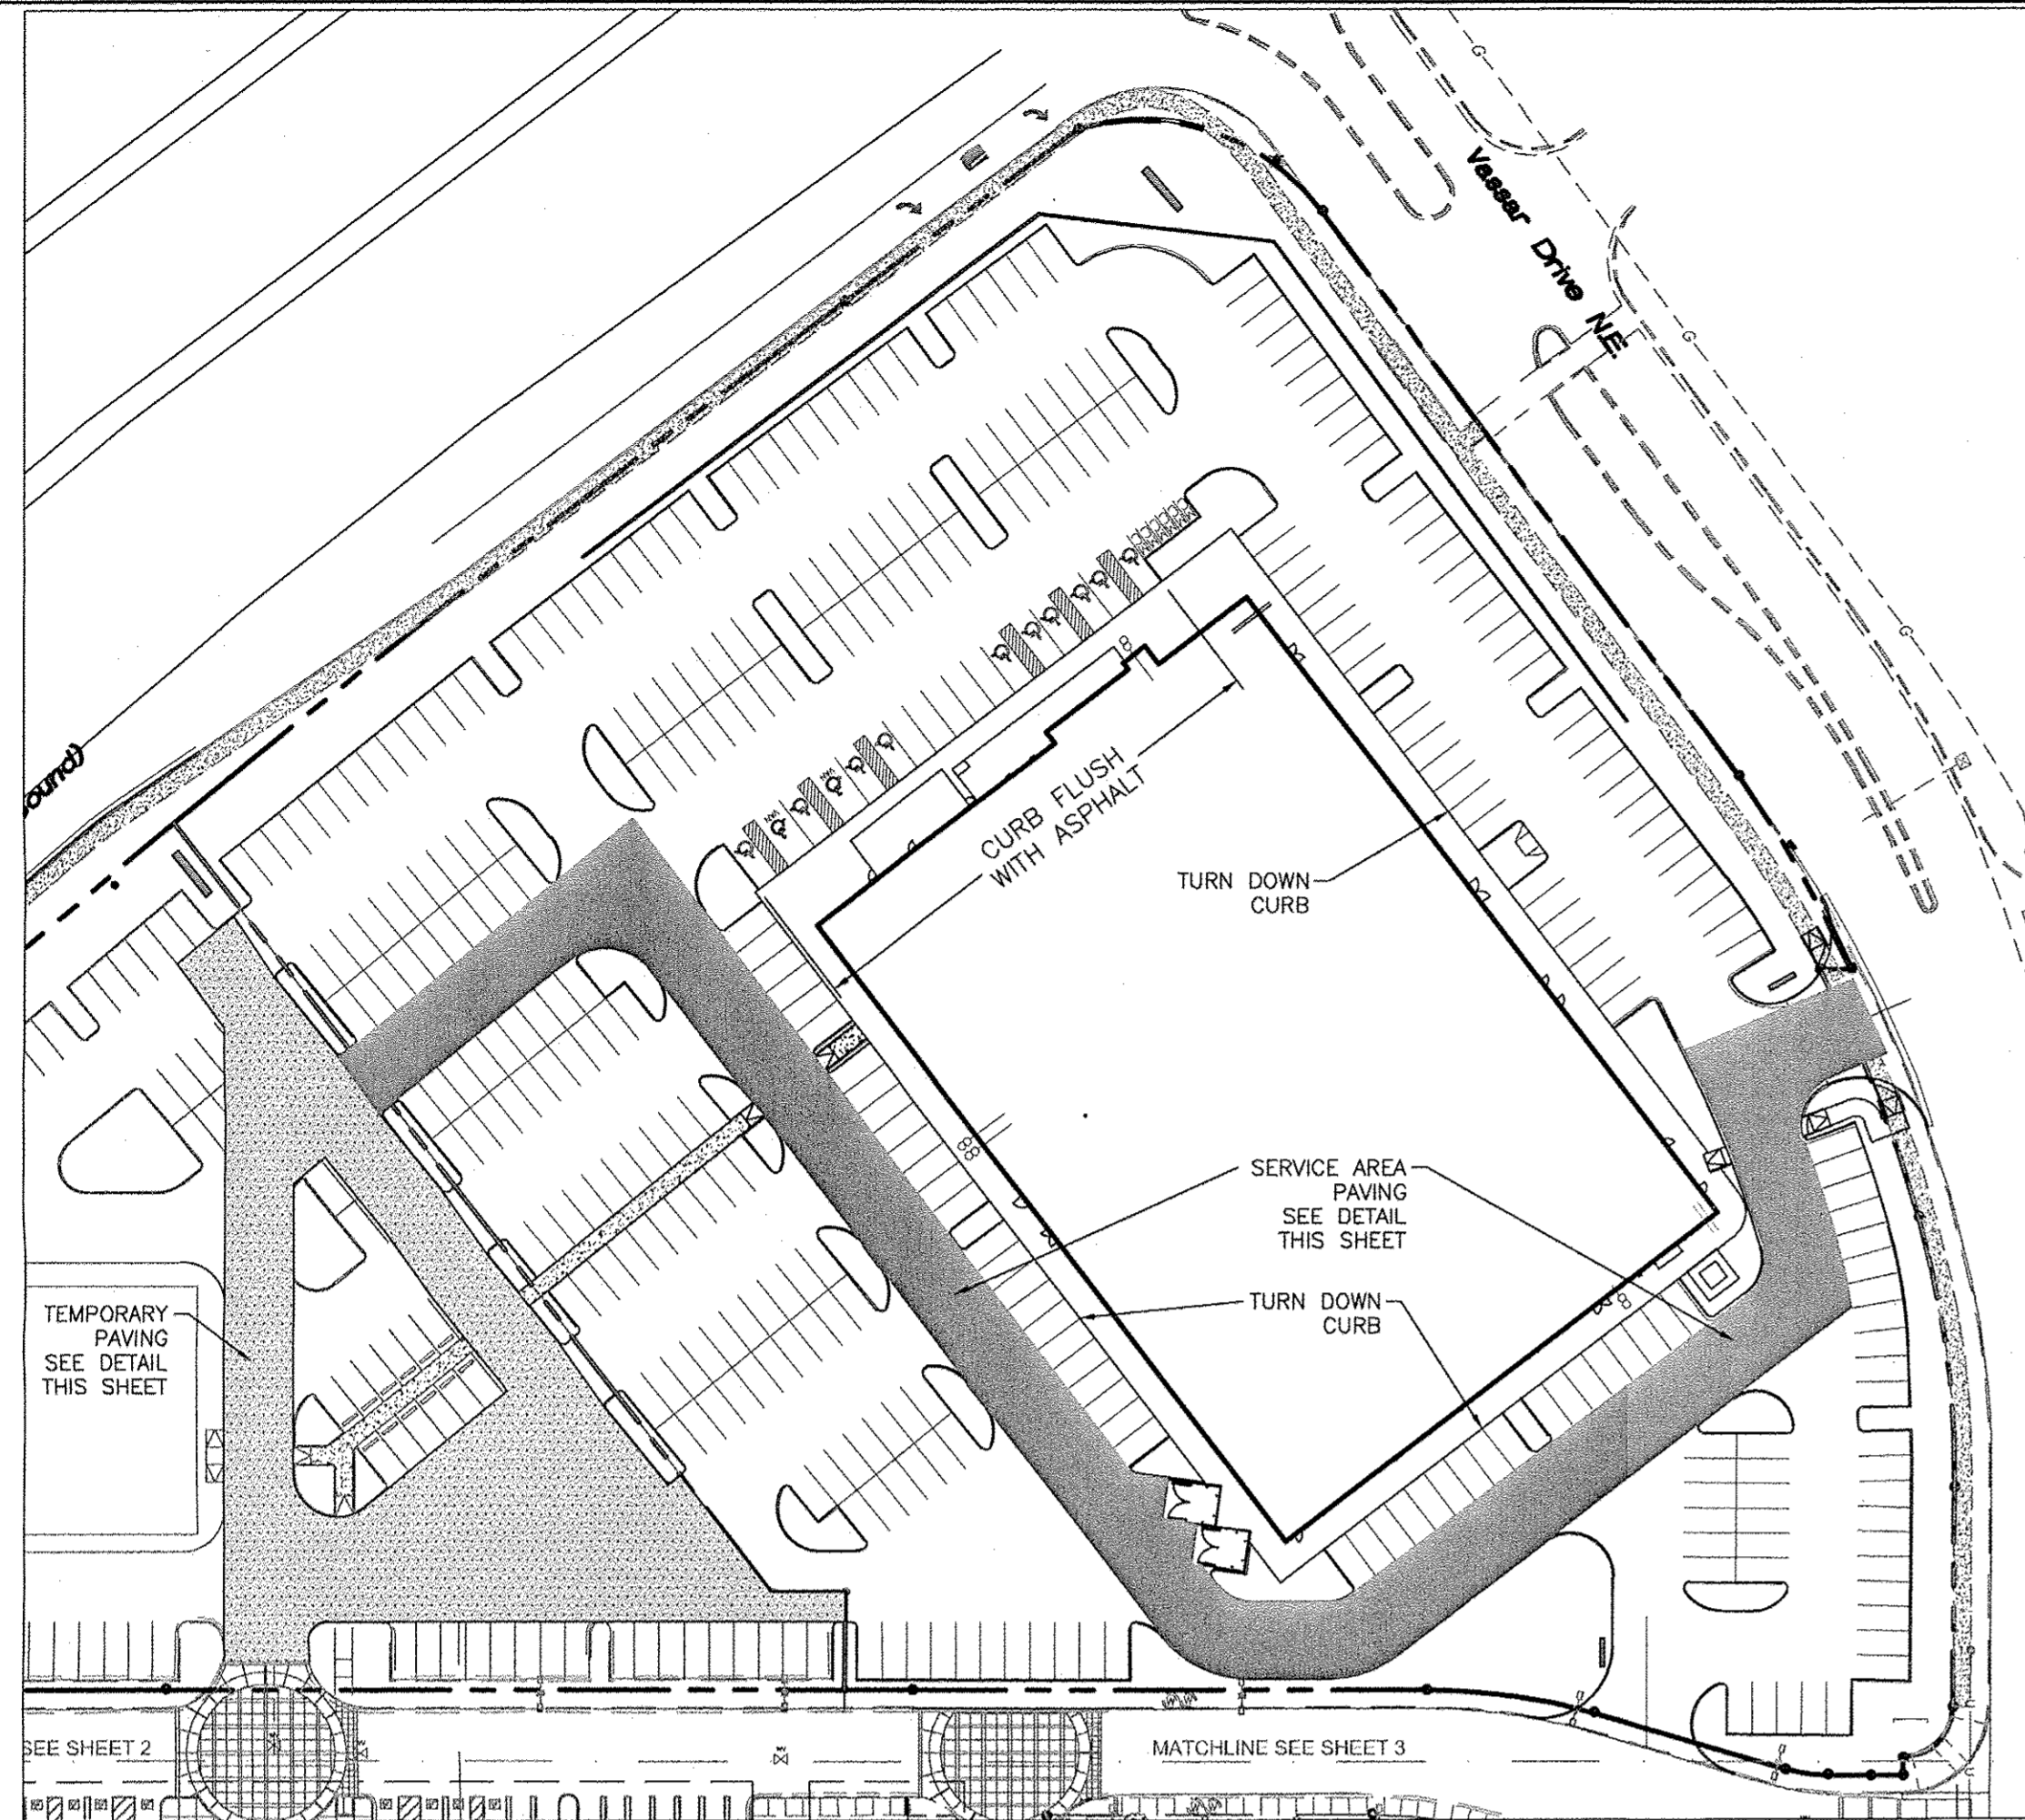 Vassar Drive N.E.
ound)
CURB FLUSH
WITH ASPHALT
TURN DOWN
CURB
SERVICE AREA
PAVING
SEE DETAIL
THIS SHEET
TURN DOWN
CURB
TEMPORARY
PAVING
SEE DETAIL
THIS SHEET
SEE SHEET 2
MATCHLINE SEE SHEET 3
G
G
G